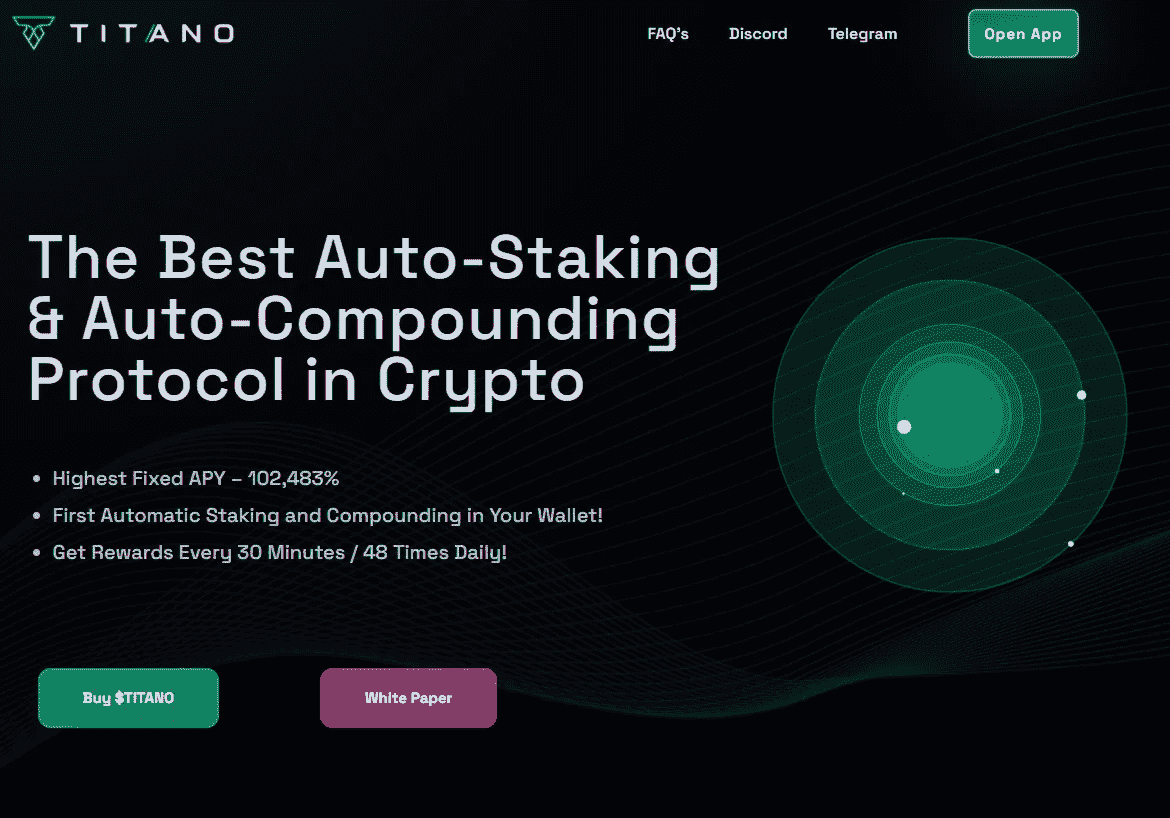 TITANO
FAQ's
Discord
Telegram
Open App
The Best Auto-Staking
& Auto-Compounding
Protocol in Crypto
• Highest Fixed APY – 102,483%
• First Automatic Staking and Compounding in Your Wallet!
• Get Rewards Every 30 Minutes / 48 Times Daily!
Buy $TITANO
White Paper